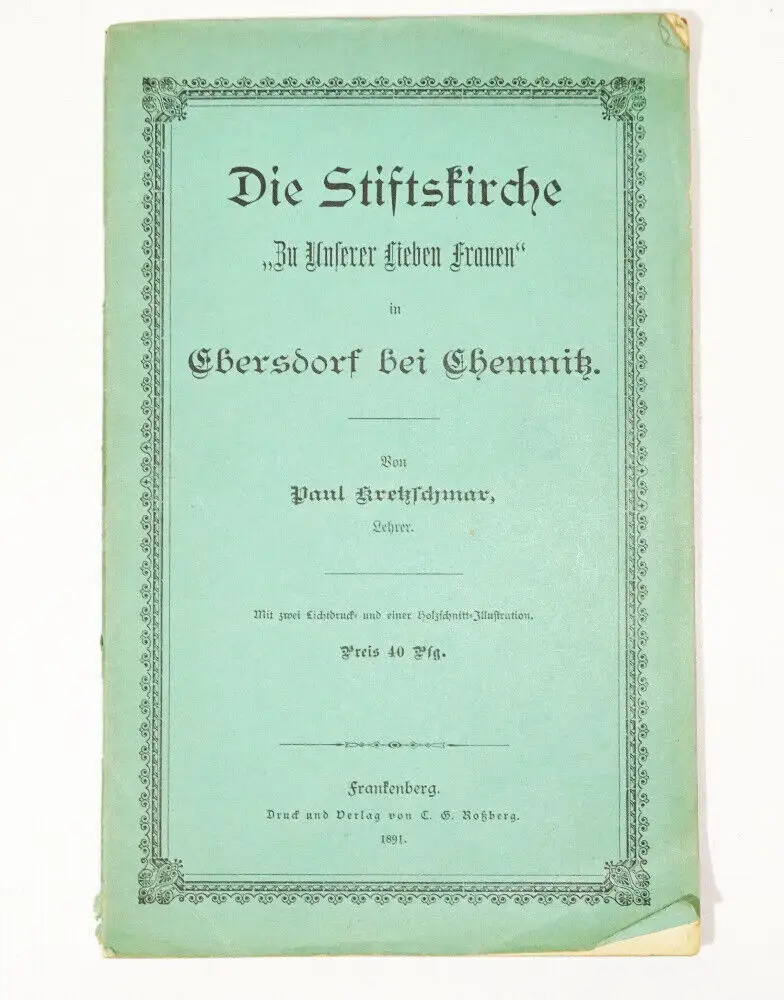 Die Stiftskirche
„Zu Unserer Lieben Frauen“
in
Ebersdorf bei Chemnitz.
Von
Paul Kretzschmar,
Lehrer.
Mit zwei Lichtdruck- und einer Holzschnitt-Illustration.
Preis 40 Pfg.
Frankenberg.
Druck und Verlag von C. G. Roßberg.
1891.